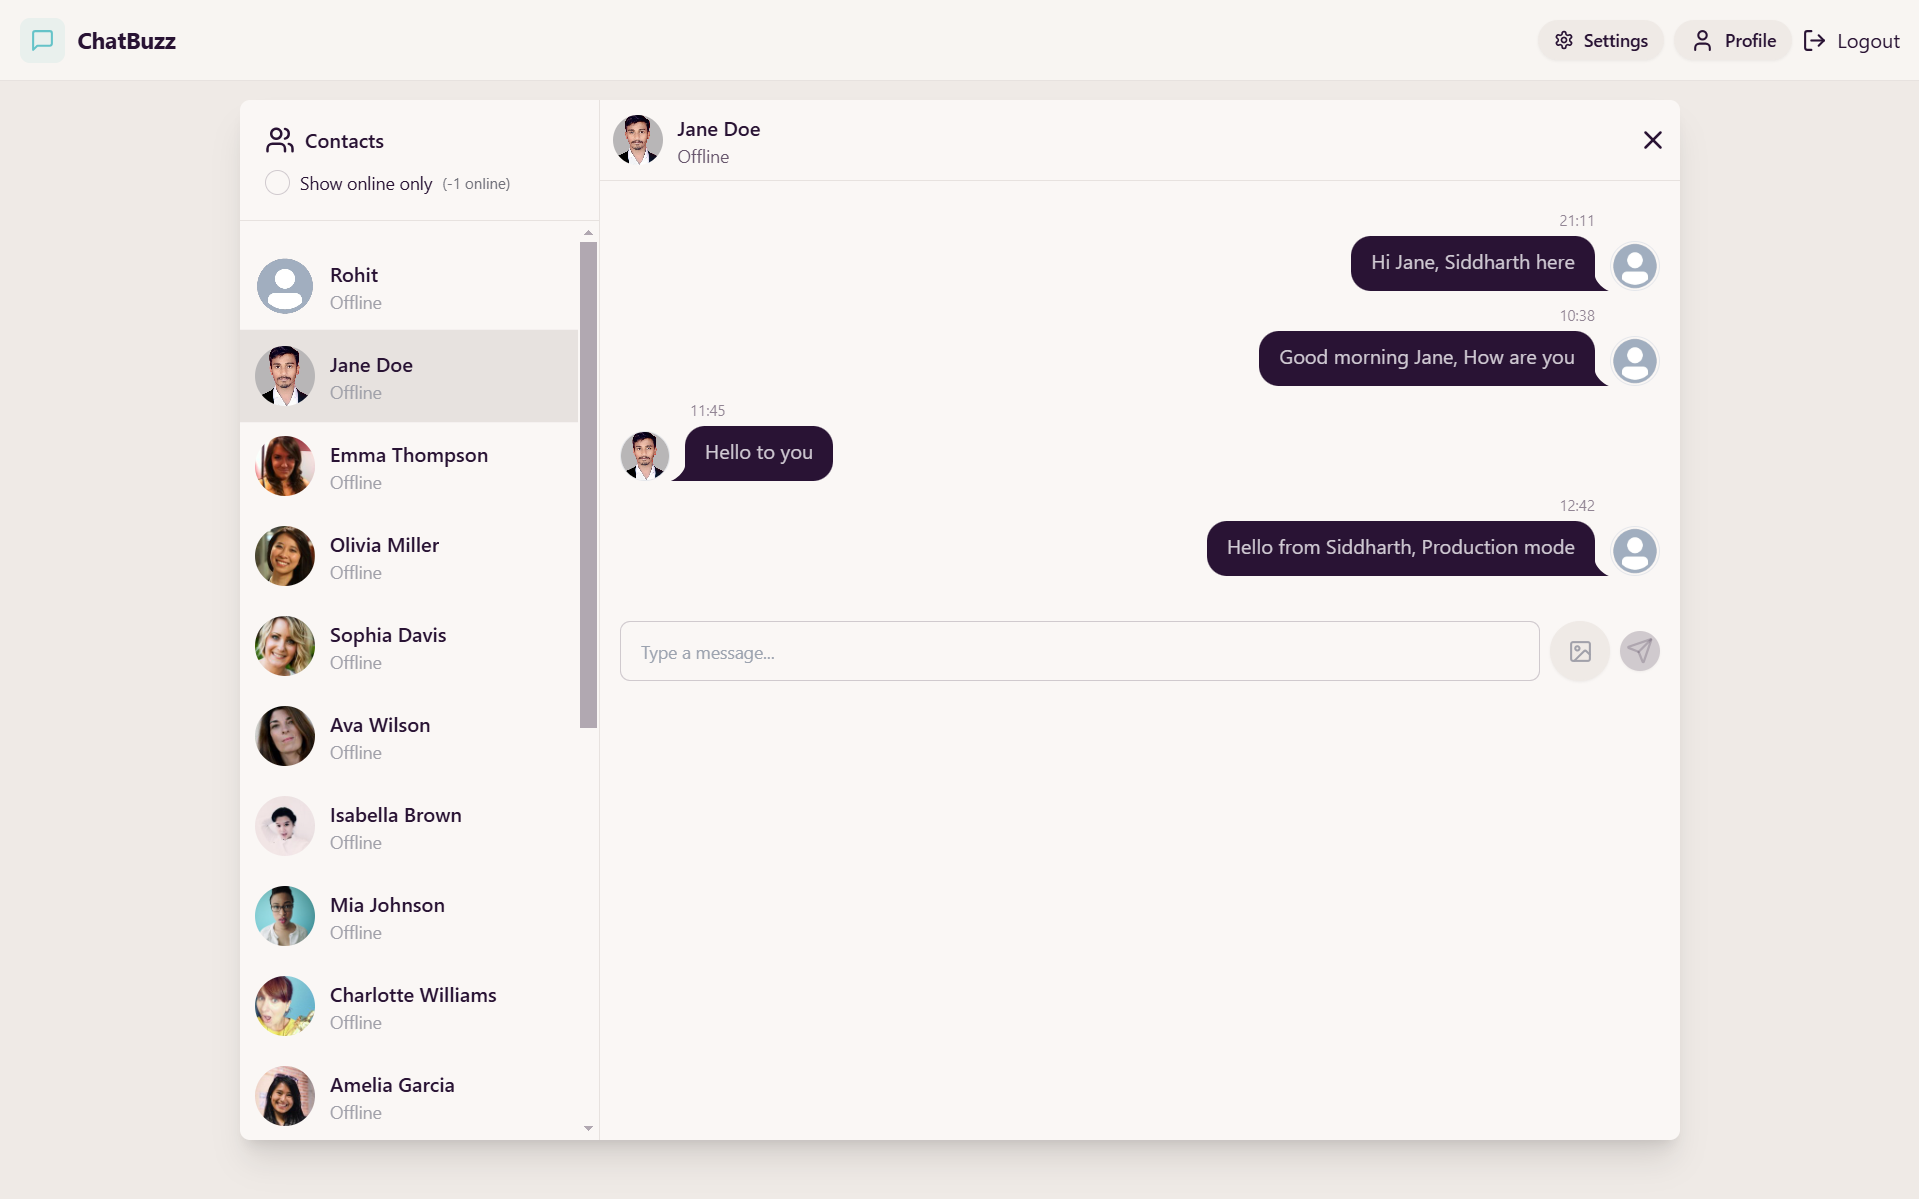 ChatBuzz
Settings
Profile
Logout
Contacts
Show online only (-1 online)
Rohit
Offline
Jane Doe
Offline
Emma Thompson
Offline
Olivia Miller
Offline
Sophia Davis
Offline
Ava Wilson
Offline
Isabella Brown
Offline
Mia Johnson
Offline
Charlotte Williams
Offline
Amelia Garcia
Offline
Jane Doe
Offline
21:11
Hi Jane, Siddharth here
10:38
Good morning Jane, How are you
11:45
Hello to you
12:42
Hello from Siddharth, Production mode
Type a message...